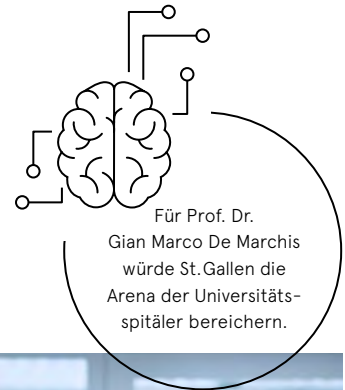 Für Prof. Dr.
Gian Marco De Marchis
würde St.Gallen die
Arena der Universitäts-
spitäler bereichern.